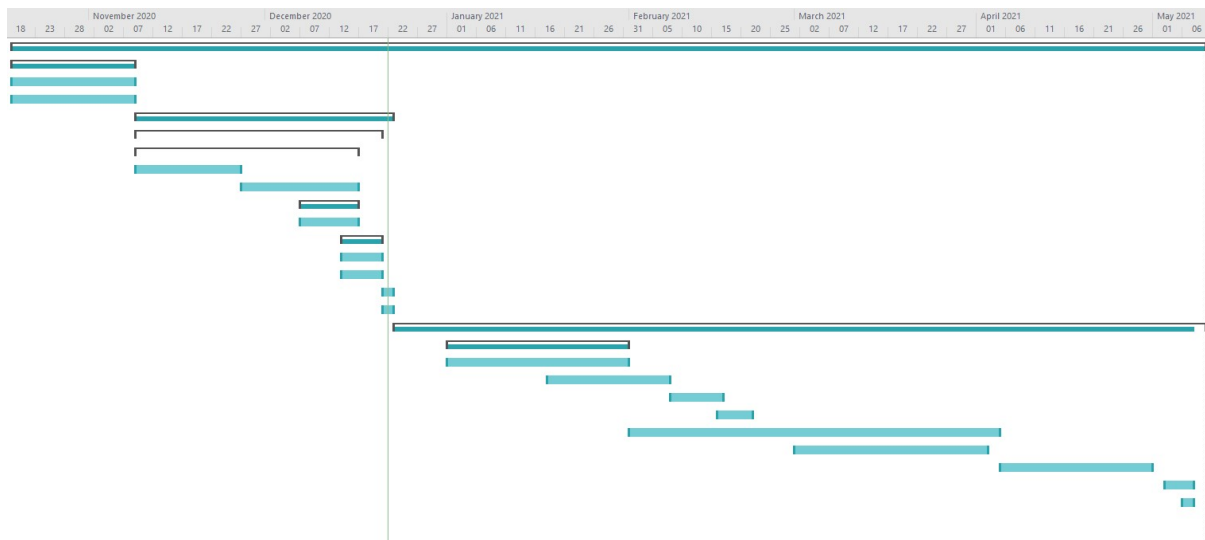 November 2020 December 2020 January 2021 February 2021 March 2021 April 2021 May 2021
18 23 28 02 07 12 17 22 27 02 07 12 17 22 27 01 06 11 16 21 26 31 05 10 15 20 25 02 07 12 17 22 27 01 06 11 16 21 26 01 06